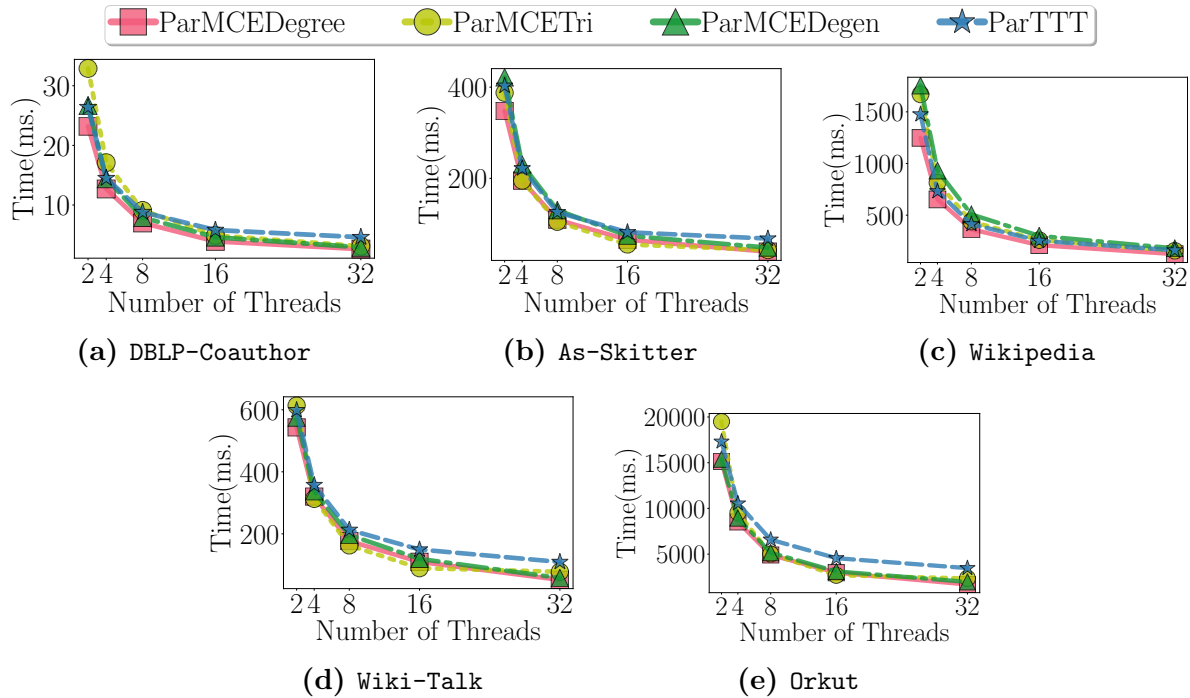 ParMCEDegree ParMCETri ParMCEDegen ParTTT
30
20
10
Time(ms.)
2 4 8 16 32
Number of Threads
(a) DBLP-Coauthor
400
200
Time(ms.)
2 4 8 16 32
Number of Threads
(b) As-Skitter
1500
1000
500
Time(ms.)
2 4 8 16 32
Number of Threads
(c) Wikipedia
600
400
200
Time(ms.)
2 4 8 16 32
Number of Threads
(d) Wiki-Talk
20000
15000
10000
5000
Time(ms.)
2 4 8 16 32
Number of Threads
(e) Orkut